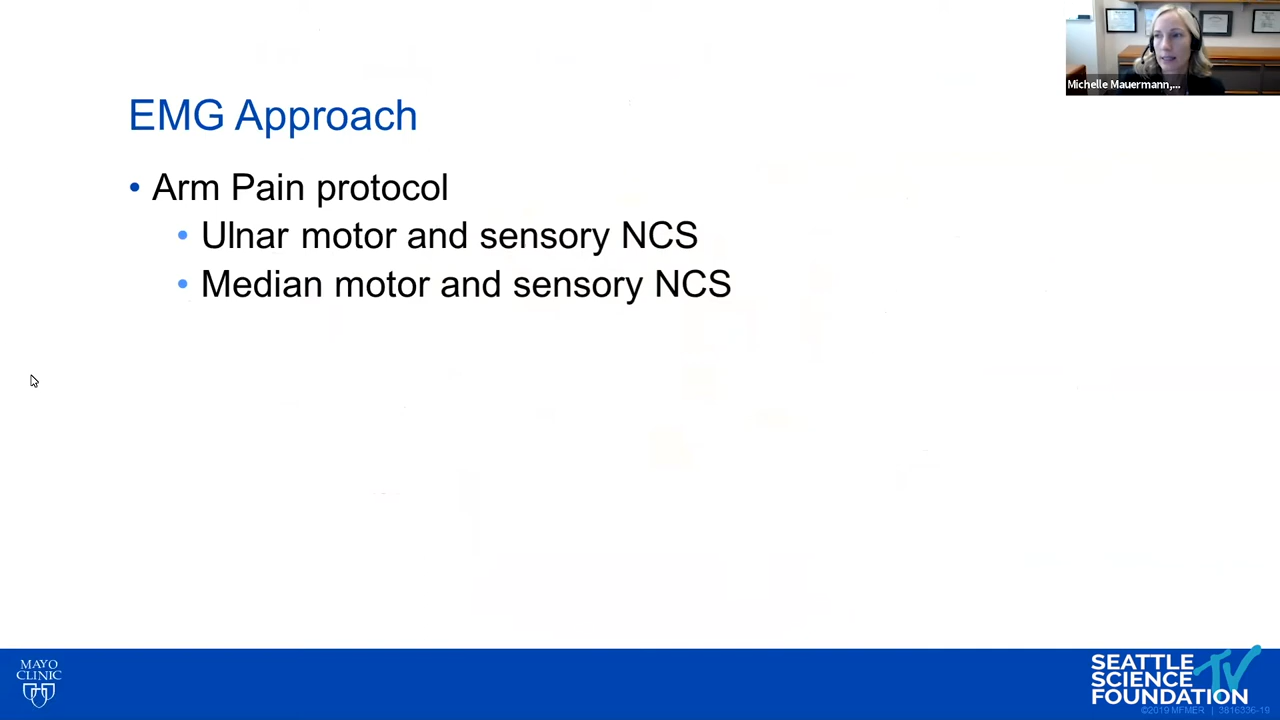 Michelle Mauermann,...
EMG Approach
• Arm Pain protocol
• Ulnar motor and sensory NCS
• Median motor and sensory NCS
MAYO
CLINIC
SEATTLE
SCIENCE TV
FOUNDATION
©2019 MFMER | 3816336-19